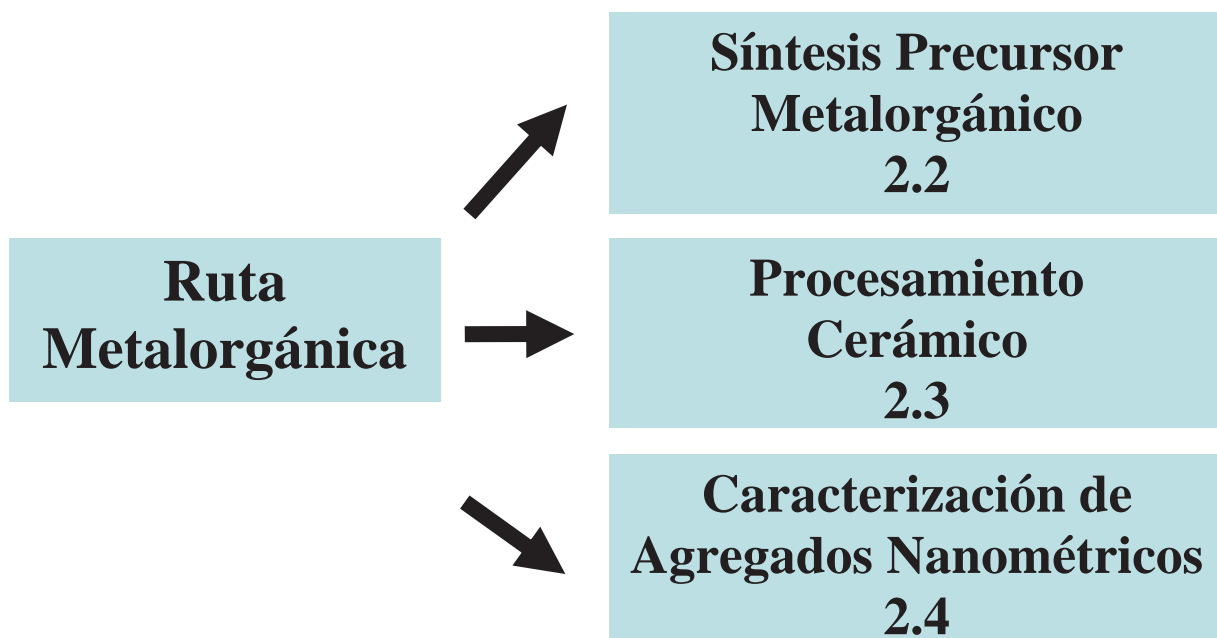 Síntesis Precursor
Metalorgánico
2.2
Ruta
Metalorgánica
Procesamiento
Cerámico
2.3
Caracterización de
Agregados Nanométricos
2.4